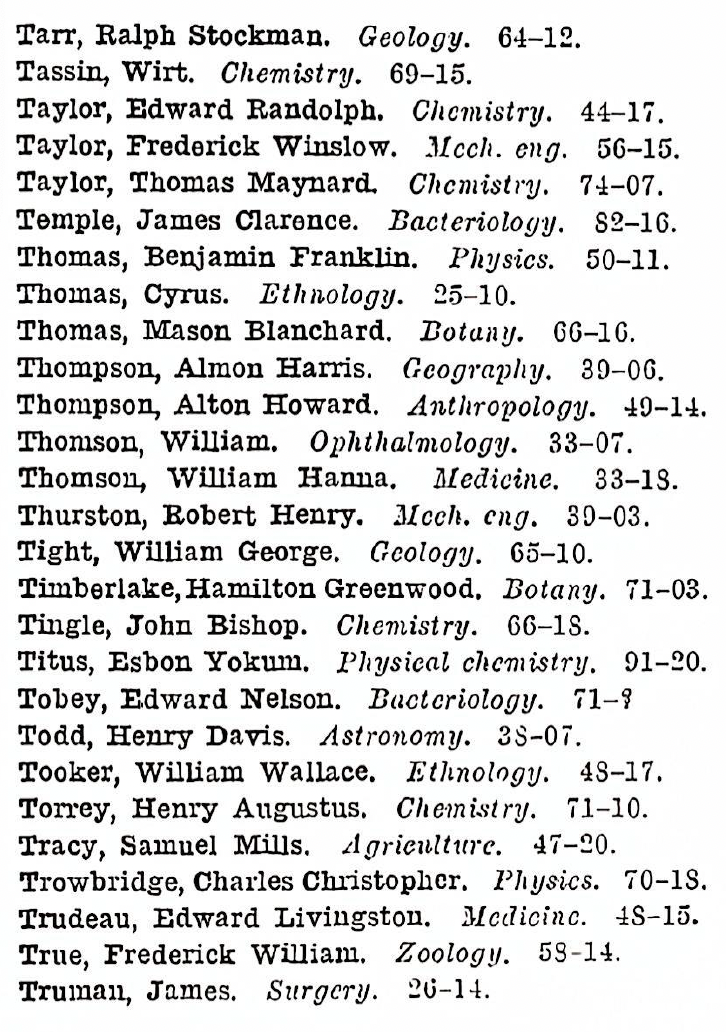 Tarr, Ralph Stockman. Geology. 64–12.
Tassin, Wirt. Chemistry. 69–15.
Taylor, Edward Randolph. Chemistry. 44–17.
Taylor, Frederick Winslow. Mech. eng. 56–15.
Taylor, Thomas Maynard. Chemistry. 74–07.
Temple, James Clarence. Bacteriology. 82–16.
Thomas, Benjamin Franklin. Physics. 50–11.
Thomas, Cyrus. Ethnology. 25–10.
Thomas, Mason Blanchard. Botany. 66–16.
Thompson, Almon Harris. Geography. 39–06.
Thompson, Alton Howard. Anthropology. 49–14.
Thomson, William. Ophthalmology. 33–07.
Thomson, William Hanna. Medicine. 33–18.
Thurston, Robert Henry. Mech. eng. 39–03.
Tight, William George. Geology. 65–10.
Timberlake, Hamilton Greenwood. Botany. 71–03.
Tingle, John Bishop. Chemistry. 66–18.
Titus, Esbon Yokum. Physical chemistry. 91–20.
Tobey, Edward Nelson. Bacteriology. 71–?
Todd, Henry Davis. Astronomy. 38–07.
Tooker, William Wallace. Ethnology. 48–17.
Torrey, Henry Augustus. Chemistry. 71–10.
Tracy, Samuel Mills. Agriculture. 47–20.
Trowbridge, Charles Christopher. Physics. 70–18.
Trudeau, Edward Livingston. Medicine. 48–15.
True, Frederick William. Zoology. 58-14.
Truman, James. Surgery. 26–14.